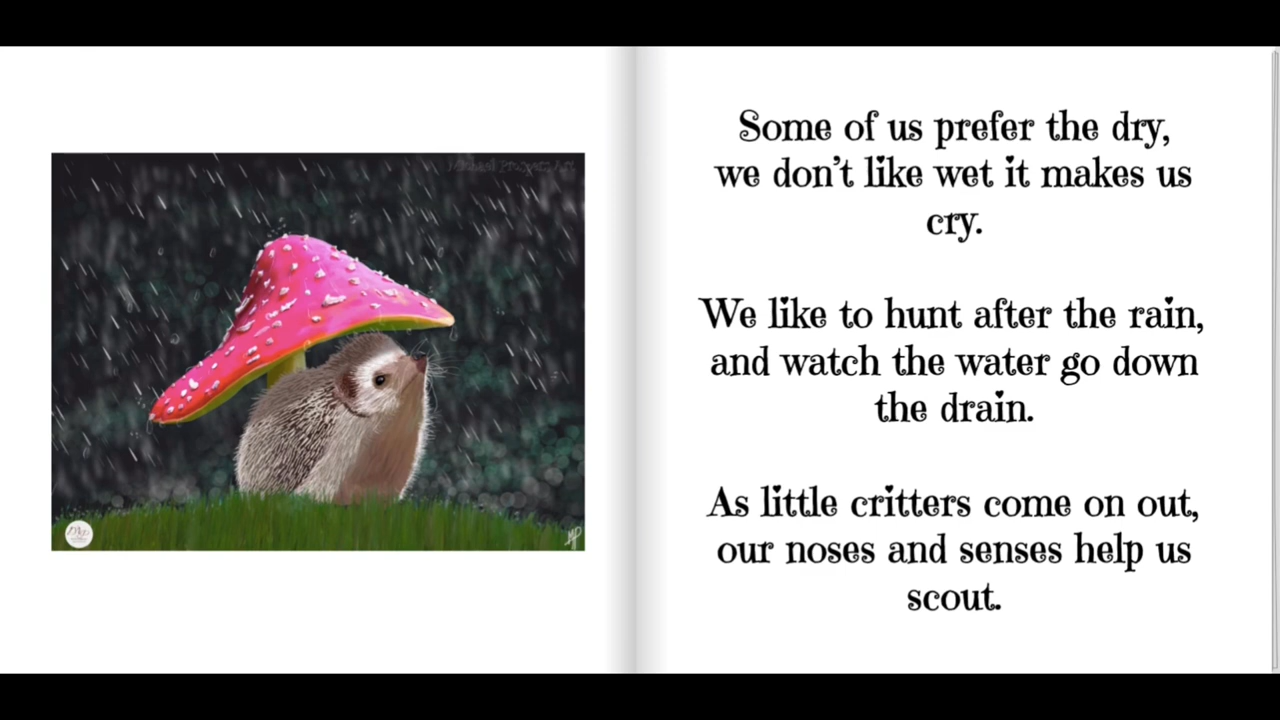 Some of us prefer the dry,
we don't like wet it makes us
cry.
We like to hunt after the rain,
and watch the water go down
the drain.
As little critters come on out,
our noses and senses help us
scout.